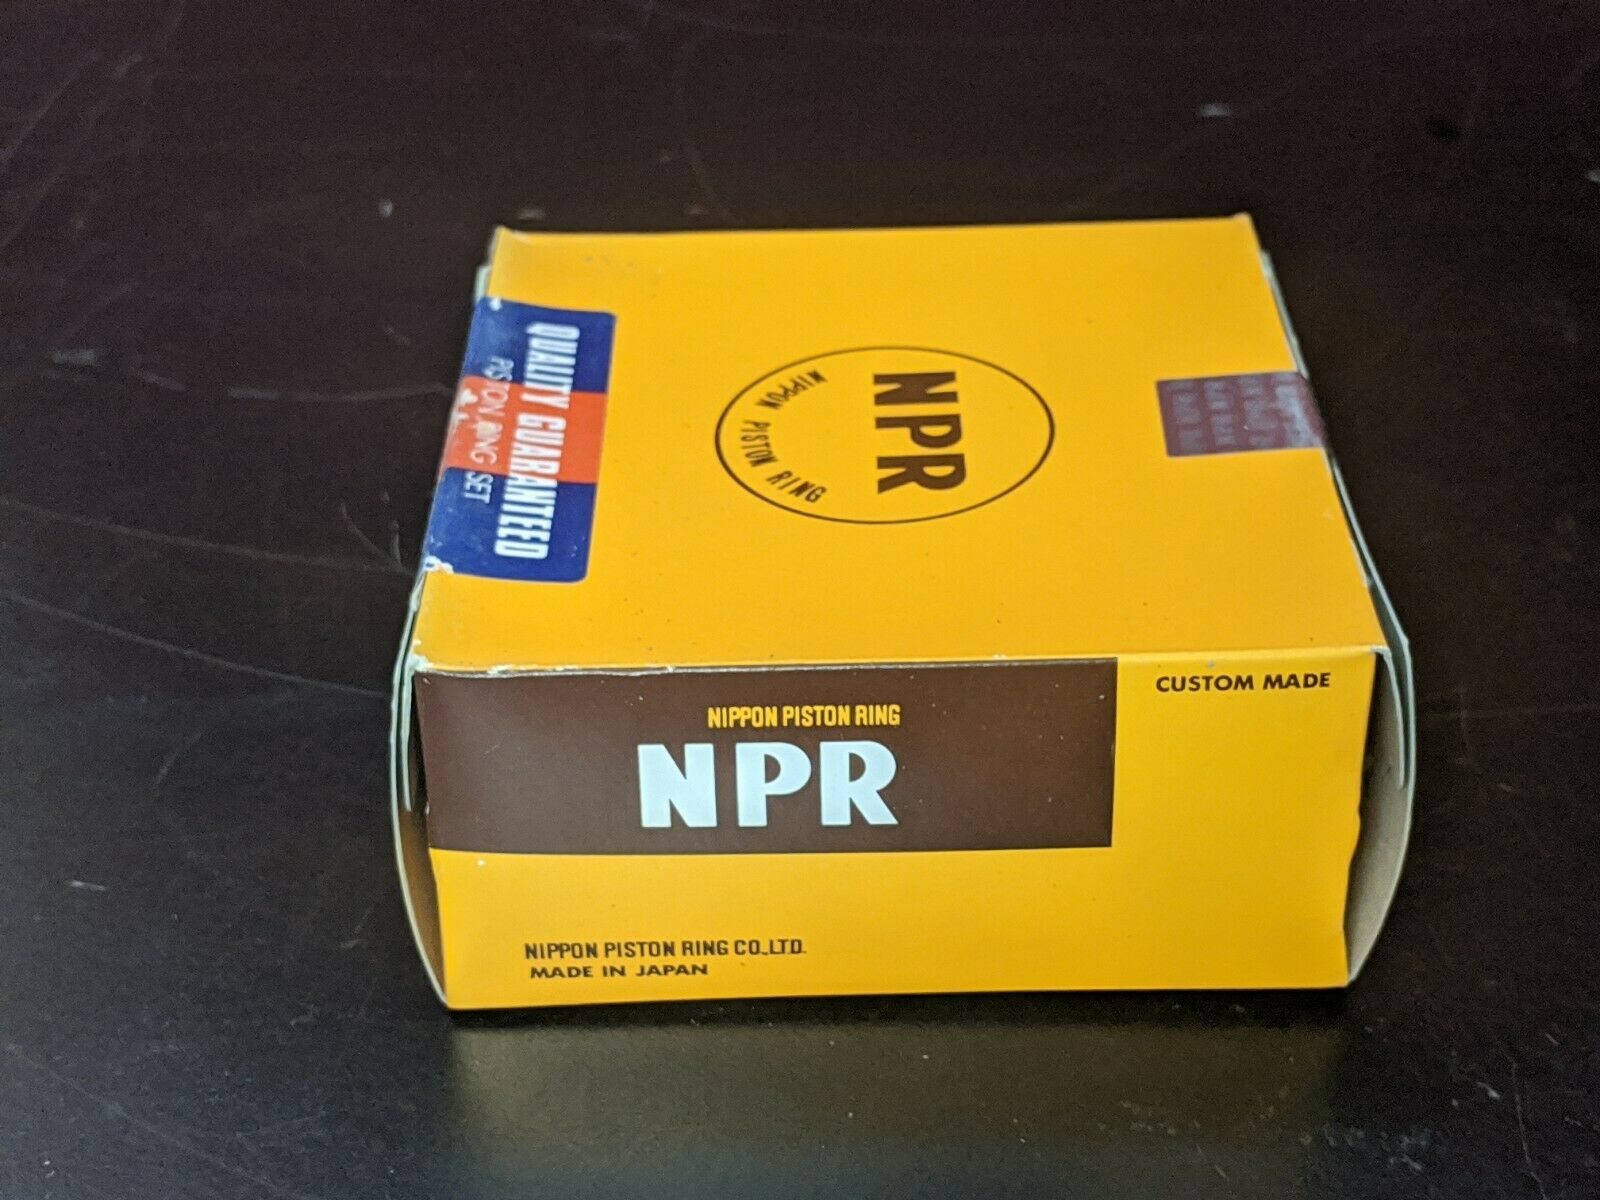 QUALITY GUARANTEED
PISTON RING SET
NPR
NIPPON PISTON RING
NIPPON PISTON RING
NPR
CUSTOM MADE
NIPPON PISTON RING CO.,LTD.
MADE IN JAPAN